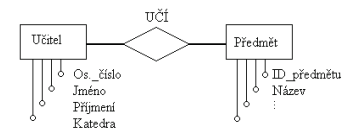 UČÍ
Učitel
Předmět
Os._číslo
Jméno
Příjmení
Katedra
ID_předmětu
Název
⋮